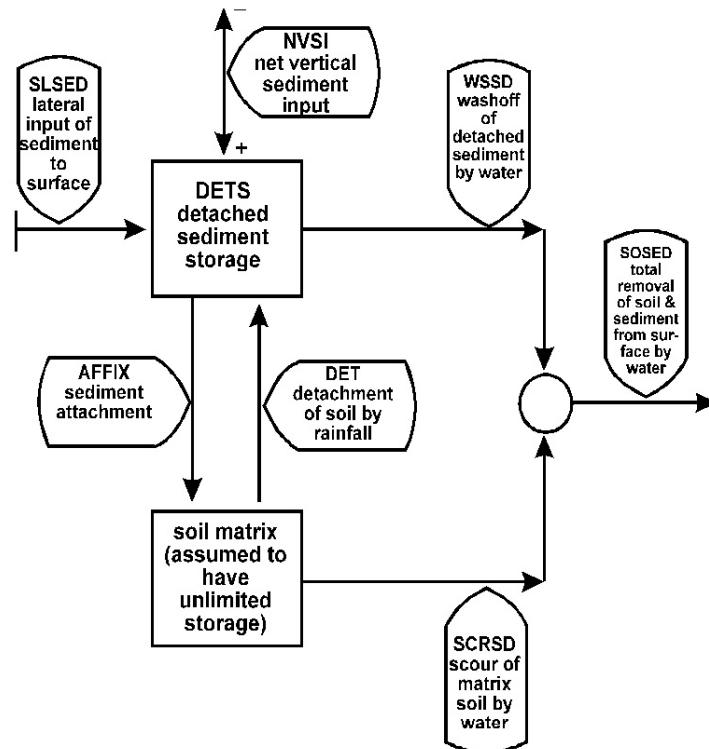 −
NVSI
net vertical
sediment
input
+
SLSED
lateral
input of
sediment
to
surface
WSSD
washoff
of
detached
sediment
by water
DETS
detached
sediment
storage
SOSED
total
removal
of soil &
sediment
from sur-
face by
water
AFFIX
sediment
attachment
DET
detachment
of soil by
rainfall
soil matrix
(assumed to
have
unlimited
storage)
SCRSD
scour of
matrix
soil by
water